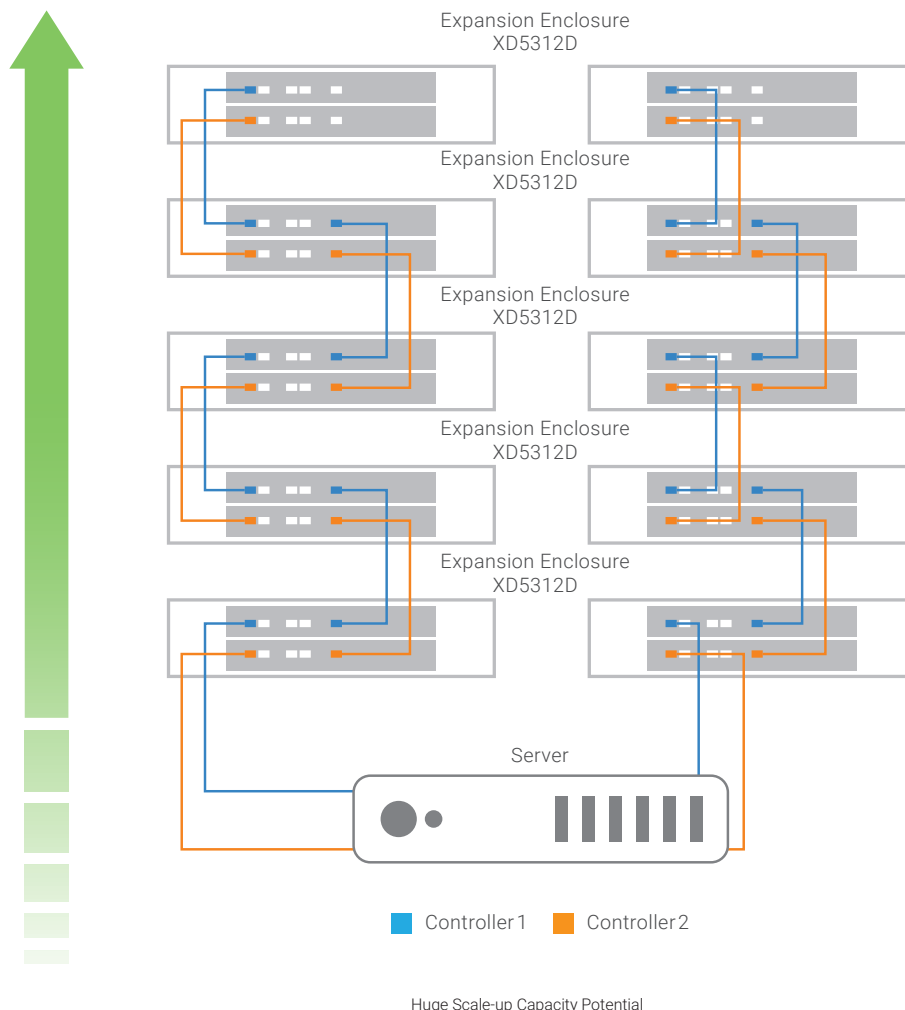 Expansion Enclosure
XD5312D
Expansion Enclosure
XD5312D
Expansion Enclosure
XD5312D
Expansion Enclosure
XD5312D
Expansion Enclosure
XD5312D
Server
Controller 1
Controller 2
Huge Scale-up Capacity Potential